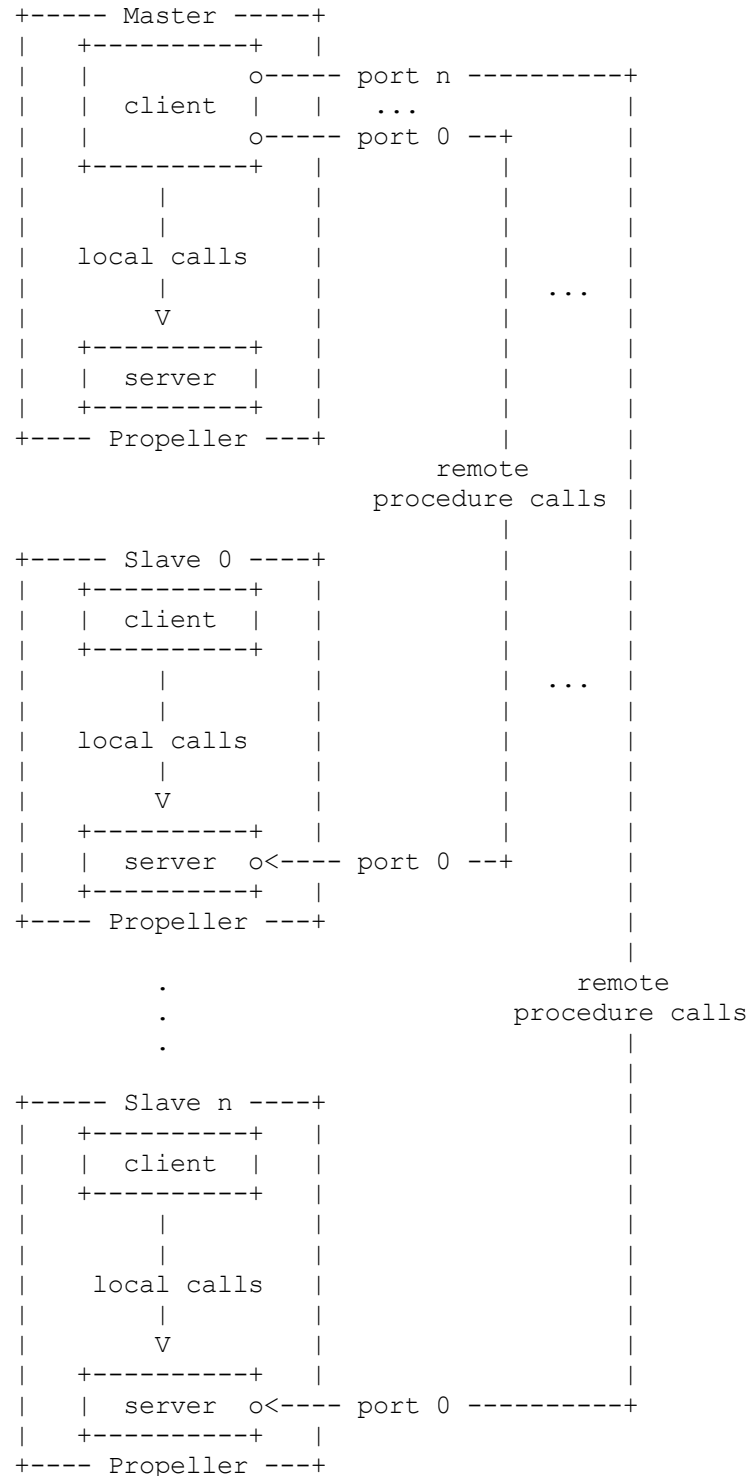 +----- Master -----+
|   +----------+   |
|   |          o----- port n ----------+
|   |  client  |   |   ...             |
|   |          o----- port 0 --+       |
|   +----------+   |           |       |
|        |         |           |       |
|        |         |           |       |
|   local calls    |           |       |
|        |         |           |  ...  |
|        V         |           |       |
|   +----------+   |           |       |
|   |  server  |   |           |       |
|   +----------+   |           |       |
+---- Propeller ---+           |       |
                           remote      |
                       procedure calls |
                               |       |
+----- Slave 0 ----+           |       |
|   +----------+   |           |       |
|   |  client  |   |           |       |
|   +----------+   |           |       |
|        |         |           |  ...  |
|        |         |           |       |
|   local calls    |           |       |
|        |         |           |       |
|        V         |           |       |
|   +----------+   |           |       |
|   |  server  o<---- port 0 --+       |
|   +----------+   |                   |
+---- Propeller ---+                   |
                                       |
         .                          remote
         .                      procedure calls
         .                             |
                                       |
+----- Slave n ----+                   |
|   +----------+   |                   |
|   |  client  |   |                   |
|   +----------+   |                   |
|        |         |                   |
|        |         |                   |
|    local calls   |                   |
|        |         |                   |
|        V         |                   |
|   +----------+   |                   |
|   |  server  o<---- port 0 ----------+
|   +----------+   |
+---- Propeller ---+